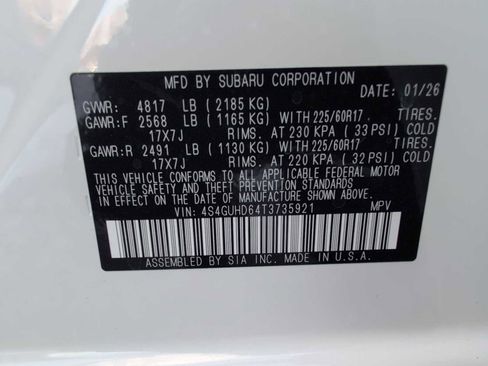 MFD BY SUBARU CORPORATION
DATE: 01/26
GVWR: 4817 LB (2185 KG)
GAWR:F 2568 LB (1165 KG) WITH 225/60R17 TIRES.
17X7J RIMS. AT 230 KPA (33 PSI) COLD
GAWR:R 2491 LB (1130 KG) WITH 225/60R17 TIRES.
17X7J RIMS. AT 220 KPA (32 PSI) COLD
THIS VEHICLE CONFORMS TO ALL APPLICABLE FEDERAL MOTOR
VEHICLE SAFETY AND THEFT PREVENTION STANDARDS IN
EFFECT ON THE DATE OF MANUFACTURE SHOWN ABOVE.
VIN: 4S4GUHD64T3735921 MPV
ASSEMBLED BY SIA INC. MADE IN U.S.A.